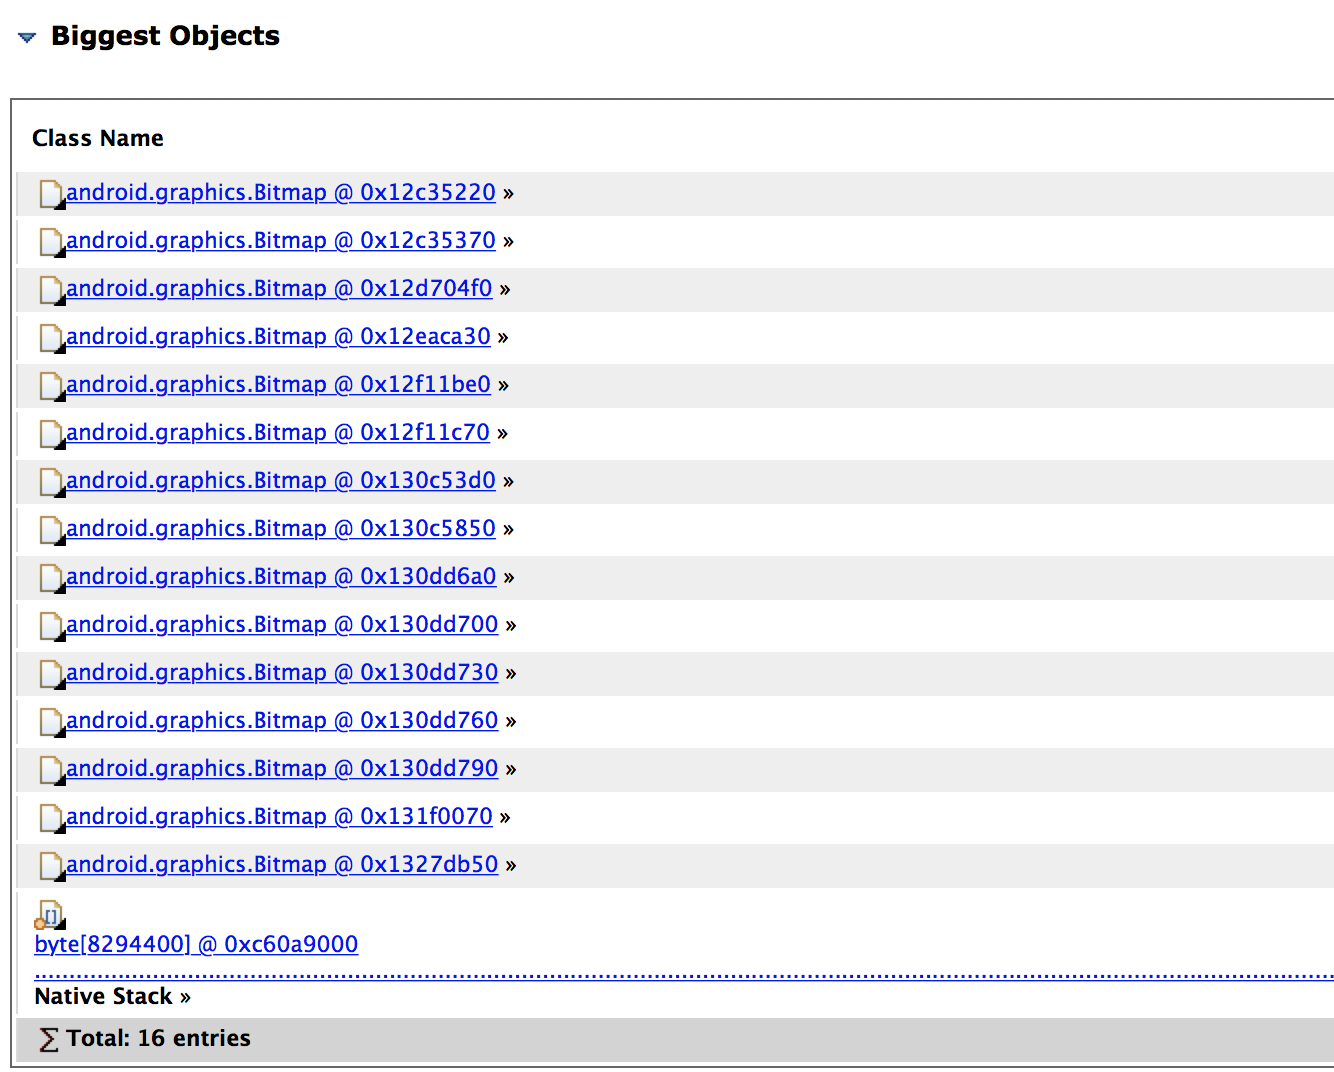 Biggest Objects
Class Name
android.graphics.Bitmap @ 0x12c35220 »
android.graphics.Bitmap @ 0x12c35370 »
android.graphics.Bitmap @ 0x12d704f0 »
android.graphics.Bitmap @ 0x12eaca30 »
android.graphics.Bitmap @ 0x12f11be0 »
android.graphics.Bitmap @ 0x12f11c70 »
android.graphics.Bitmap @ 0x130c53d0 »
android.graphics.Bitmap @ 0x130c5850 »
android.graphics.Bitmap @ 0x130dd6a0 »
android.graphics.Bitmap @ 0x130dd700 »
android.graphics.Bitmap @ 0x130dd730 »
android.graphics.Bitmap @ 0x130dd760 »
android.graphics.Bitmap @ 0x130dd790 »
android.graphics.Bitmap @ 0x131f0070 »
android.graphics.Bitmap @ 0x1327db50 »
byte[8294400] @ 0xc60a9000
Native Stack »
∑ Total: 16 entries